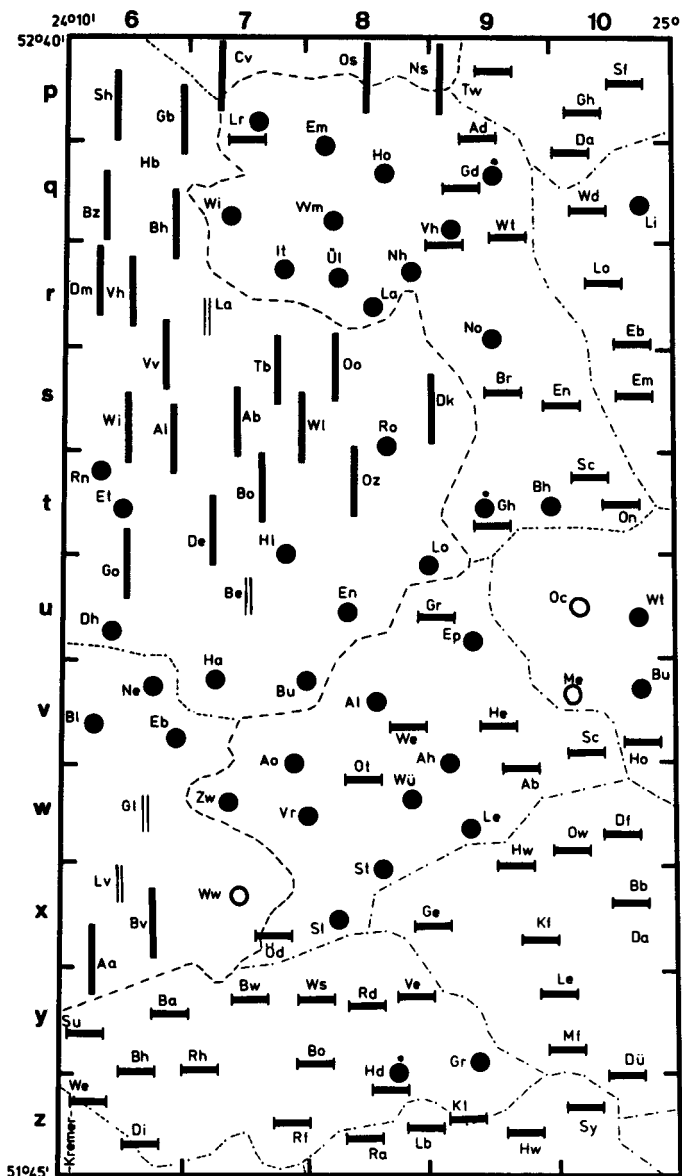 24°10' 6 7 8 9 10 25°
52°40'
Cv Os Ns
p Sh Gb Lr Em Tw Gh Sf
Ad Da
Hb Ho Gd
q Bz Bh Wi Wm Vh Wt Wd Li
It Ül Nh
r Dm Vh La La Lo
Vv Tb Oo No Eb
s Wi Al Ab Wl Dk Br En Em
Ro
Rn Bo Oz Sc
t Et Gh Bh On
De Hi Lo
Go
u Be En Gr Oc Wt
Dh Ep
Ha Me
Ne Bu Bu
v Bl Eb Al We He Sc
Ao Ot Ah Ab Ho
w Gl Zw Vr Wü Le Df
Hw Ow
Lv St
x Ww Bb
Bv Sl Ge Kf Da
Od
Aa
Bw Ws Rd Ve Le
y Su Ba
Mf
Bh Rh Bo Hd Gr Dü
We
z Di Rf Ra Lb Kl Hw Sy
Kremer
51°45'